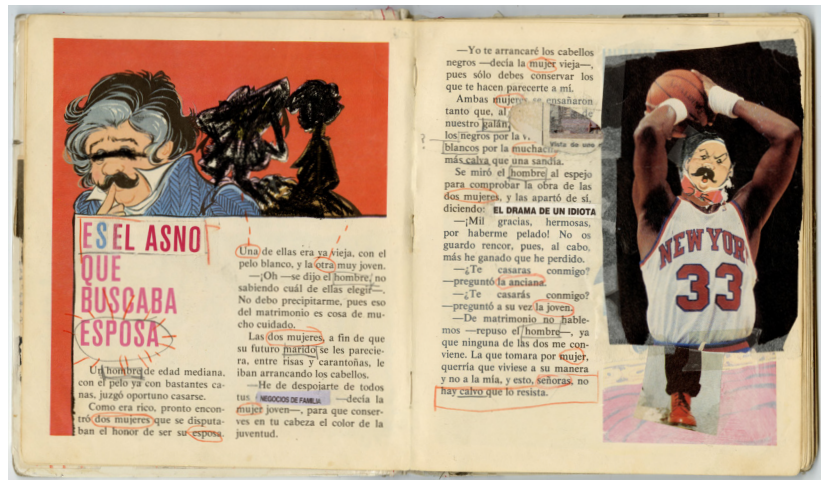 ES EL ASNO
QUE
BUSCABA
ESPOSA
Un hombre de edad mediana,
con el pelo ya con bastantes ca-
nas, juzgó oportuno casarse.
Como era rico, pronto encon-
tró dos mujeres que se disputa-
ban el honor de ser su esposa.
Una de ellas era ya vieja, con el
pelo blanco, y la otra muy joven.
—¡Oh —se dijo el hombre, no
sabiendo cuál de ellas elegir—.
No debo precipitarme, pues eso
del matrimonio es cosa de mu-
cho cuidado.
Las dos mujeres, a fin de que
su futuro marido se les parecie-
ra, entre risas y carantoñas, le
iban arrancando los cabellos.
—He de despojarte de todos
tus NEGOCIOS DE FAMILIA —decía la
mujer joven—, para que conser-
ves en tu cabeza el color de la
juventud.
—Yo te arrancaré los cabellos
negros —decía la mujer vieja—,
pues sólo debes conservar los
que te hacen parecerte a mí.
Ambas mujeres se ensañaron
tanto que, al de
nuestro galán,
los negros por la
blancos por la muchac
más calva que una sandía.
Vista de una
Se miró el hombre al espejo
para comprobar la obra de las
dos mujeres, y las apartó de sí,
diciendo: EL DRAMA DE UN IDIOTA
—¡Mil gracias, hermosas,
por haberme pelado! No os
guardo rencor, pues, al cabo,
más he ganado que he perdido.
—¿Te casaras conmigo?
—preguntó la anciana.
—¿Te casarás conmigo?
—preguntó a su vez la joven.
—De matrimonio no hable-
mos —repuso el hombre—, ya
que ninguna de las dos me con-
viene. La que tomara por mujer,
querría que viviese a su manera
y no a la mía, y esto, señoras, no
hay calvo que lo resista.
NEW YORK
33